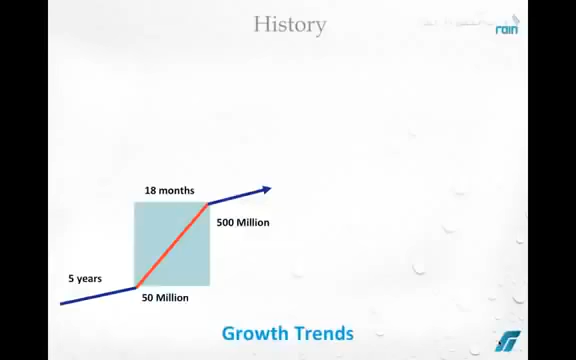 History
rain
18 months
500 Million
5 years
50 Million
Growth Trends